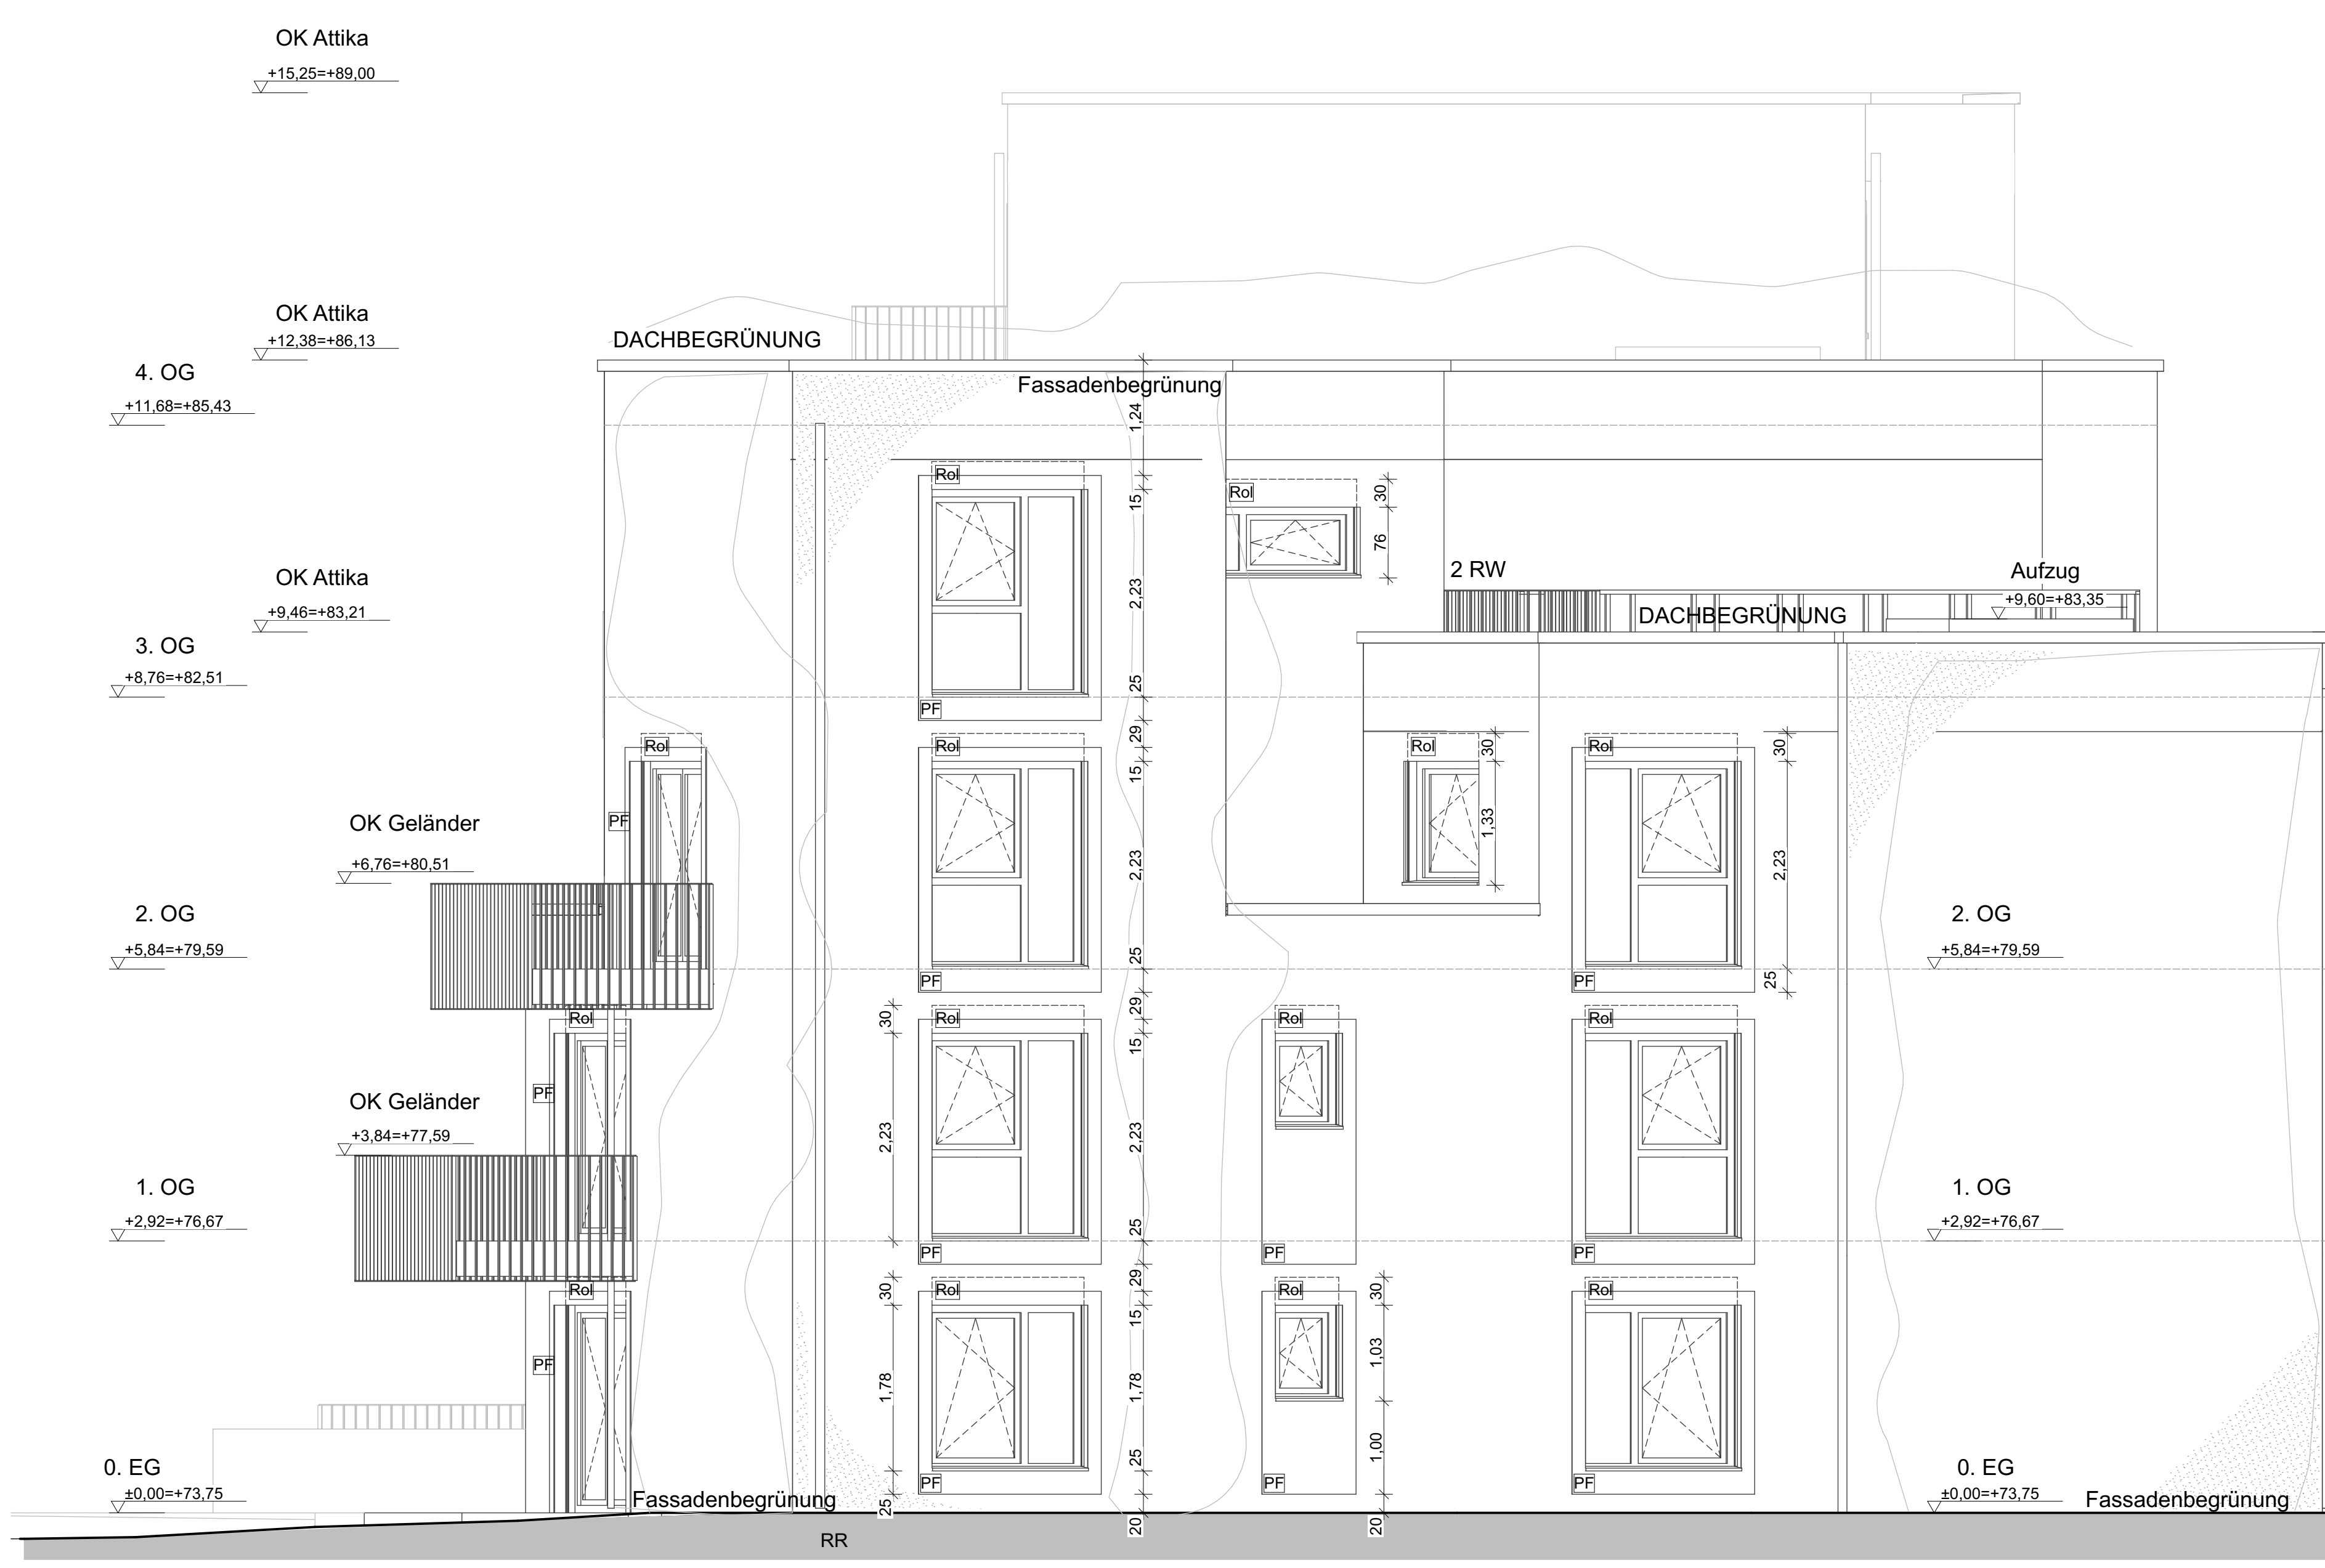 OK Attika
+15,25=+89,00
OK Attika
+12,38=+86,13
DACHBEGRÜNUNG
4. OG
+11,68=+85,43
Fassadenbegrünung
1,24
Rol
15
Rol
30
76
2,23
2 RW
Aufzug
+9,60=+83,35
DACHBEGRÜNUNG
OK Attika
+9,46=+83,21
3. OG
+8,76=+82,51
25
PF
29
Rol
Rol
15
Rol
30
Rol
30
OK Geländer
+6,76=+80,51
PF
2,23
1,33
2,23
2. OG
+5,84=+79,59
25
PF
PF
25
2. OG
+5,84=+79,59
29
Rol
30
Rol
15
Rol
Rol
OK Geländer
+3,84=+77,59
PF
2,23
2,23
1. OG
+2,92=+76,67
25
PF
PF
PF
1. OG
+2,92=+76,67
29
Rol
30
Rol
15
Rol
30
Rol
PF
1,78
1,78
1,03
1,00
0. EG
±0,00=+73,75
25
PF
25
PF
PF
0. EG
±0,00=+73,75
Fassadenbegrünung
Fassadenbegrünung
20
20
RR